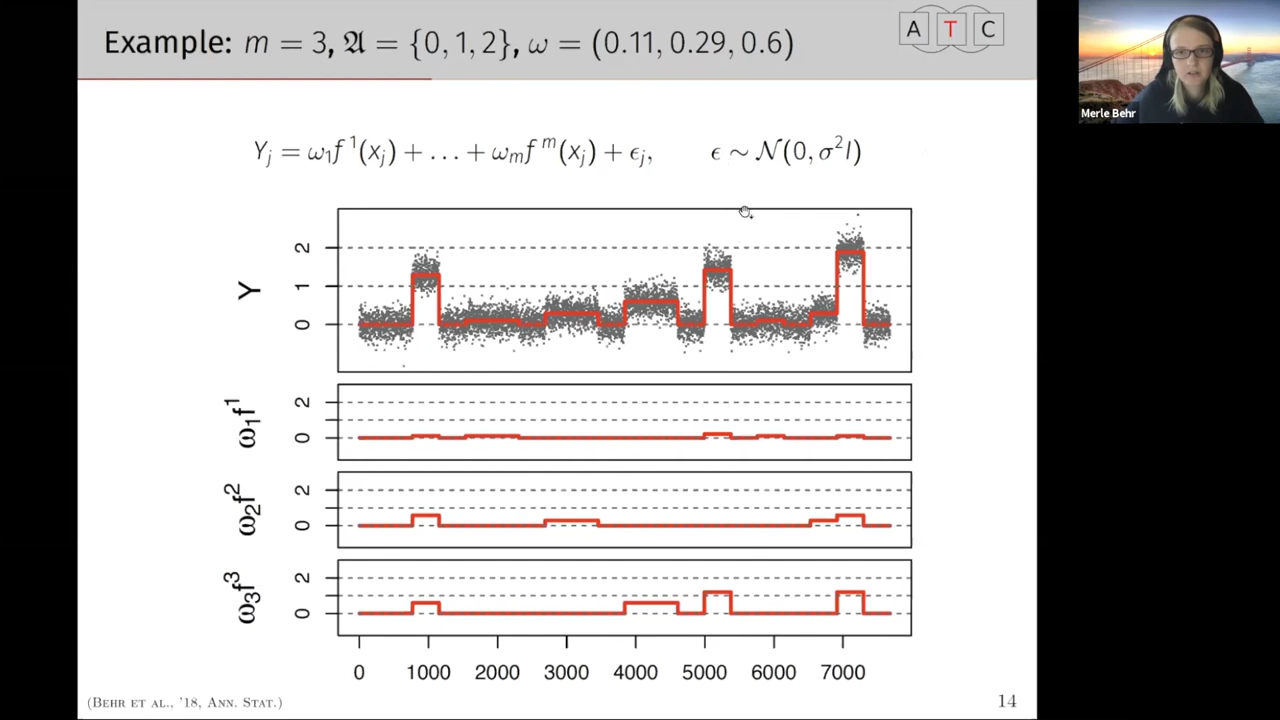 Example: m = 3, 𝔄 = {0, 1, 2}, ω = (0.11, 0.29, 0.6)
A T C
Merle Behr
Yⱼ = ω₁f¹(xⱼ) + … + ωₘfᵐ(xⱼ) + ϵⱼ, ϵ ~ 𝒩(0, σ²I)
Y
2
1
0
ω₁f¹
2
0
ω₂f²
2
0
ω₃f³
2
0
0 1000 2000 3000 4000 5000 6000 7000
(Behr et al., '18, Ann. Stat.)
14